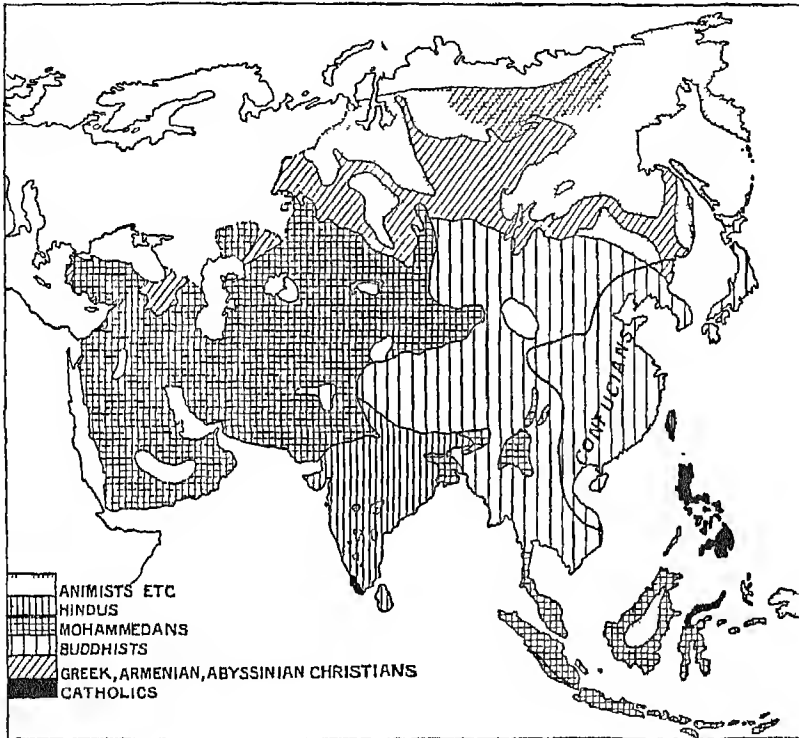 CONFUCIANS
ANIMISTS ETC
HINDUS
MOHAMMEDANS
BUDDHISTS
GREEK, ARMENIAN, ABYSSINIAN CHRISTIANS
CATHOLICS